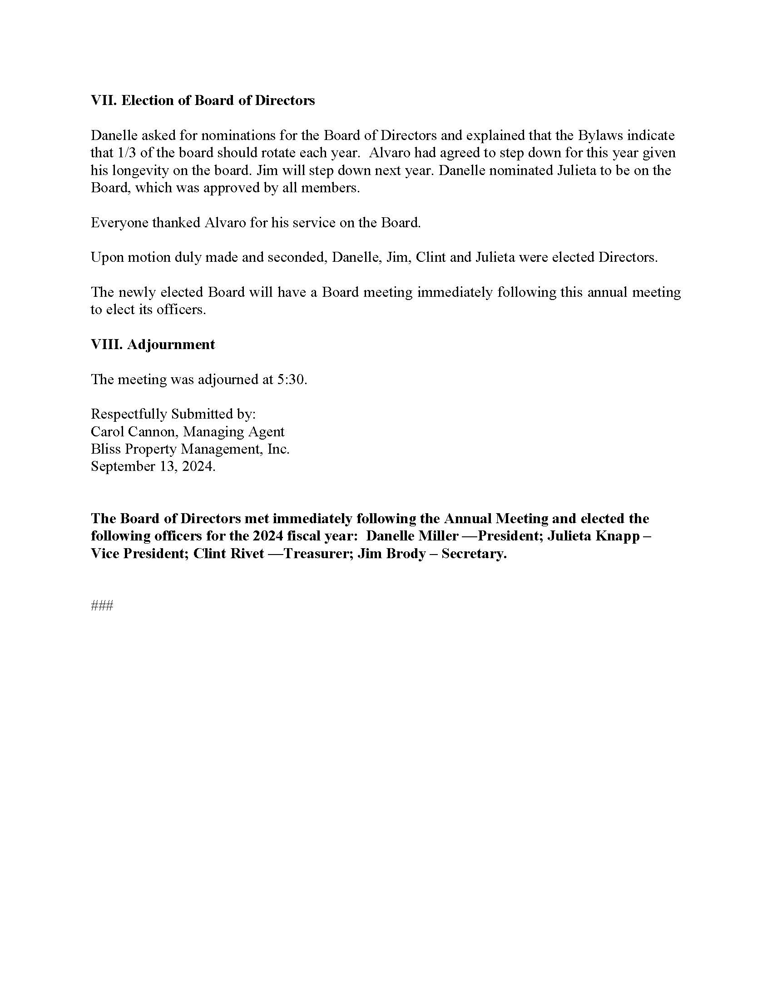 VII. Election of Board of Directors
Danelle asked for nominations for the Board of Directors and explained that the Bylaws indicate
that 1/3 of the board should rotate each year.  Alvaro had agreed to step down for this year given
his longevity on the board. Jim will step down next year. Danelle nominated Julieta to be on the
Board, which was approved by all members.
Everyone thanked Alvaro for his service on the Board.
Upon motion duly made and seconded, Danelle, Jim, Clint and Julieta were elected Directors.
The newly elected Board will have a Board meeting immediately following this annual meeting
to elect its officers.
VIII. Adjournment
The meeting was adjourned at 5:30.
Respectfully Submitted by:
Carol Cannon, Managing Agent
Bliss Property Management, Inc.
September 13, 2024.
The Board of Directors met immediately following the Annual Meeting and elected the
following officers for the 2024 fiscal year:  Danelle Miller —President; Julieta Knapp –
Vice President; Clint Rivet —Treasurer; Jim Brody – Secretary.
###